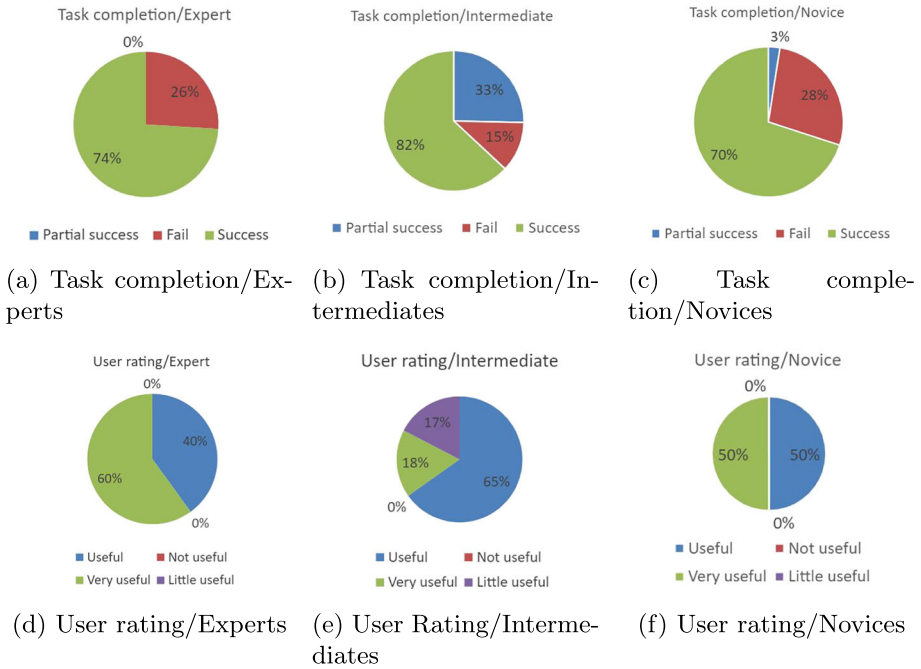 Task completion/Expert
0%
26%
74%
Partial success Fail Success
(a) Task completion/Ex-
perts
Task completion/Intermediate
33%
15%
82%
Partial success Fail Success
(b) Task completion/In-
termediates
Task completion/Novice
3%
28%
70%
Partial success Fail Success
(c) Task comple-
tion/Novices
User rating/Expert
0%
40%
60%
0%
Useful Not useful
Very useful Little useful
(d) User rating/Experts
User rating/Intermediate
17%
18%
65%
0%
Useful Not useful
Very useful Little useful
(e) User Rating/Interme-
diates
User rating/Novice
0%
50% 50%
0%
Useful Not useful
Very useful Little useful
(f) User rating/Novices